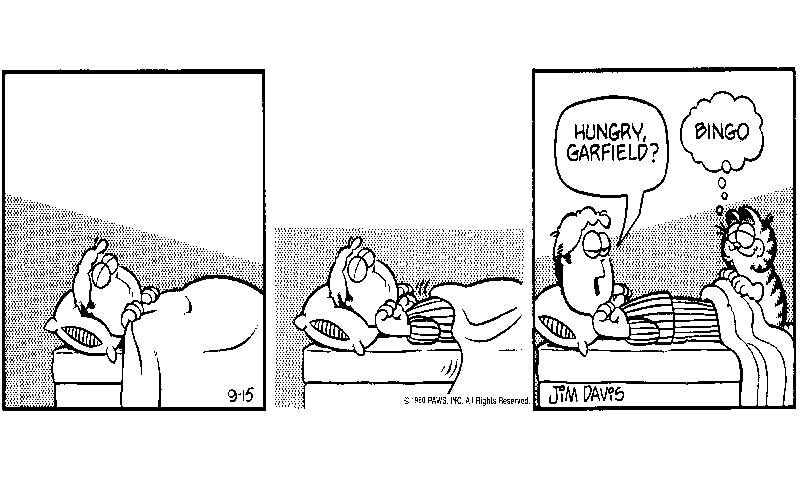 9-15
© 1980 PAWS, INC. All Rights Reserved.
HUNGRY,
GARFIELD?
BINGO
JIM DAVIS